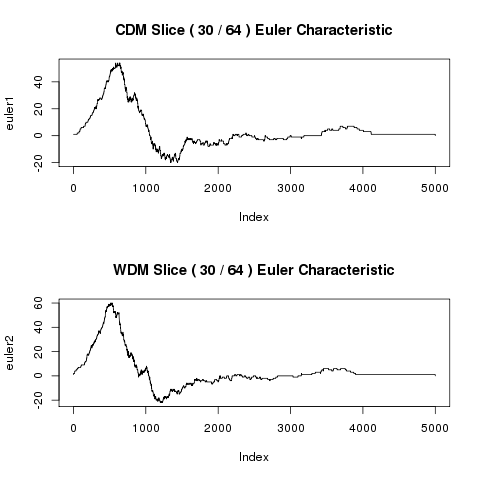 CDM Slice ( 30 / 64 ) Euler Characteristic
euler1
40
20
0
-20
0 1000 2000 3000 4000 5000
Index
WDM Slice ( 30 / 64 ) Euler Characteristic
euler2
60
40
20
0
-20
0 1000 2000 3000 4000 5000
Index